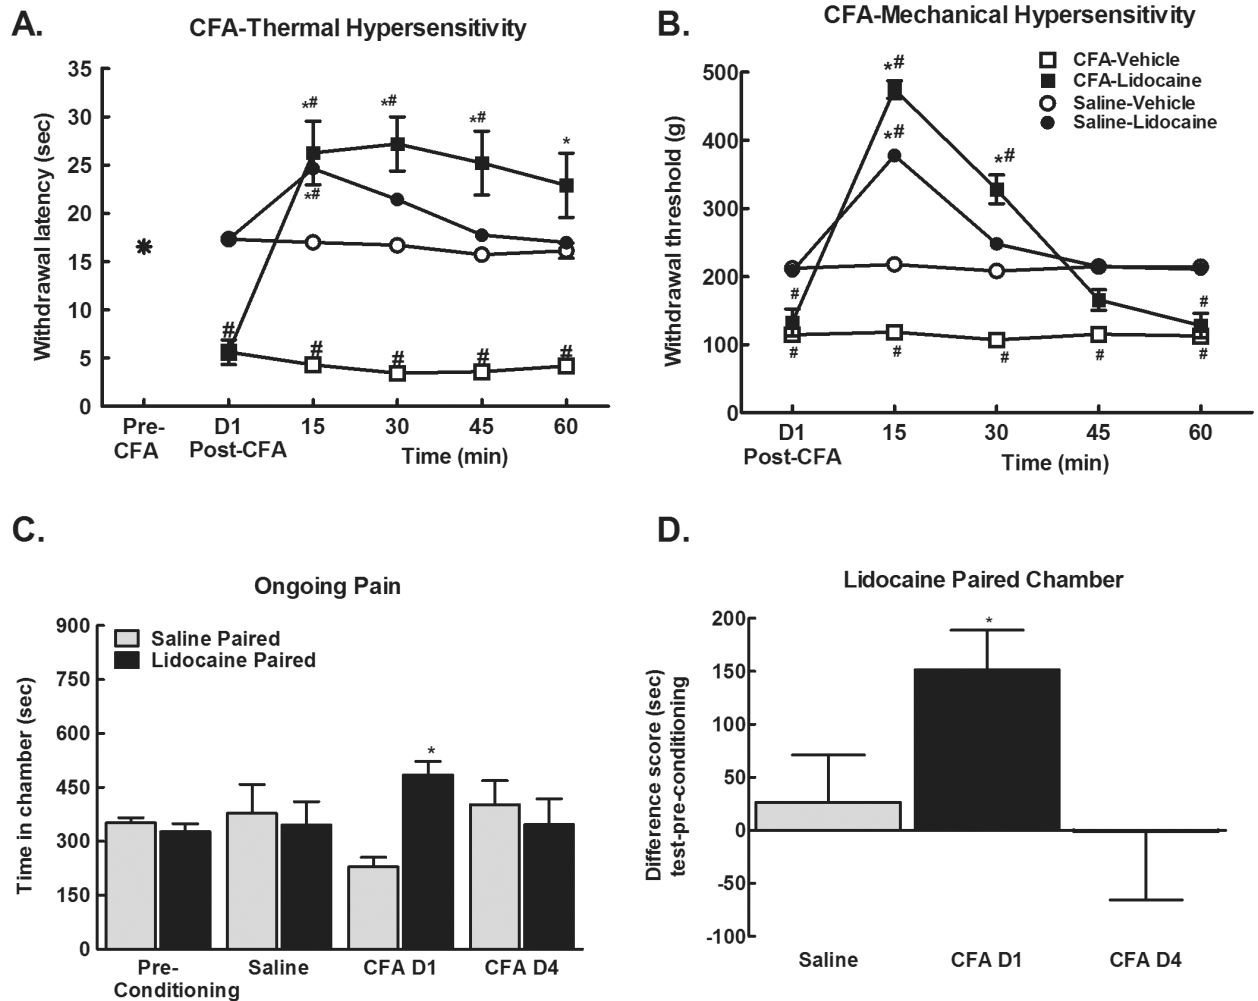 A.
CFA-Thermal Hypersensitivity
Withdrawal latency (sec)
35
30
25
20
15
10
5
0
*#
*#
*#
*
*#
#
#
#
#
#
Pre-
CFA
D1
Post-CFA
15
30
45
60
Time (min)
B.
CFA-Mechanical Hypersensitivity
CFA-Vehicle
CFA-Lidocaine
Saline-Vehicle
Saline-Lidocaine
Withdrawal threshold (g)
500
400
300
200
100
0
*#
*#
*#
#
#
#
#
#
#
#
D1
Post-CFA
15
30
45
60
Time (min)
C.
Ongoing Pain
Saline Paired
Lidocaine Paired
Time in chamber (sec)
900
750
600
450
300
150
0
*
Pre-
Conditioning
Saline
CFA D1
CFA D4
D.
Lidocaine Paired Chamber
Difference score (sec)
test-pre-conditioning
200
150
100
50
0
-50
-100
*
Saline
CFA D1
CFA D4